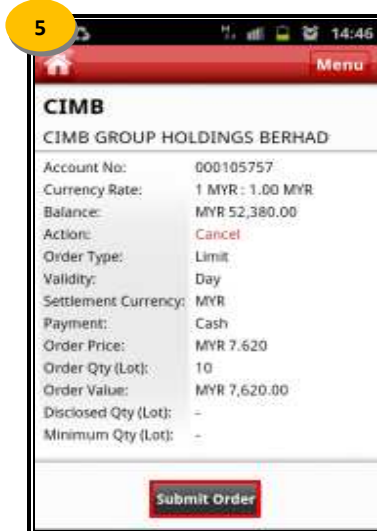 5
14:46
Menu
CIMB
CIMB GROUP HOLDINGS BERHAD
Account No: 000105757
Currency Rate: 1 MYR : 1.00 MYR
Balance: MYR 52,380.00
Action: Cancel
Order Type: Limit
Validity: Day
Settlement Currency: MYR
Payment: Cash
Order Price: MYR 7.620
Order Qty (Lot): 10
Order Value: MYR 7,620.00
Disclosed Qty (Lot): -
Minimum Qty (Lot): -
Submit Order